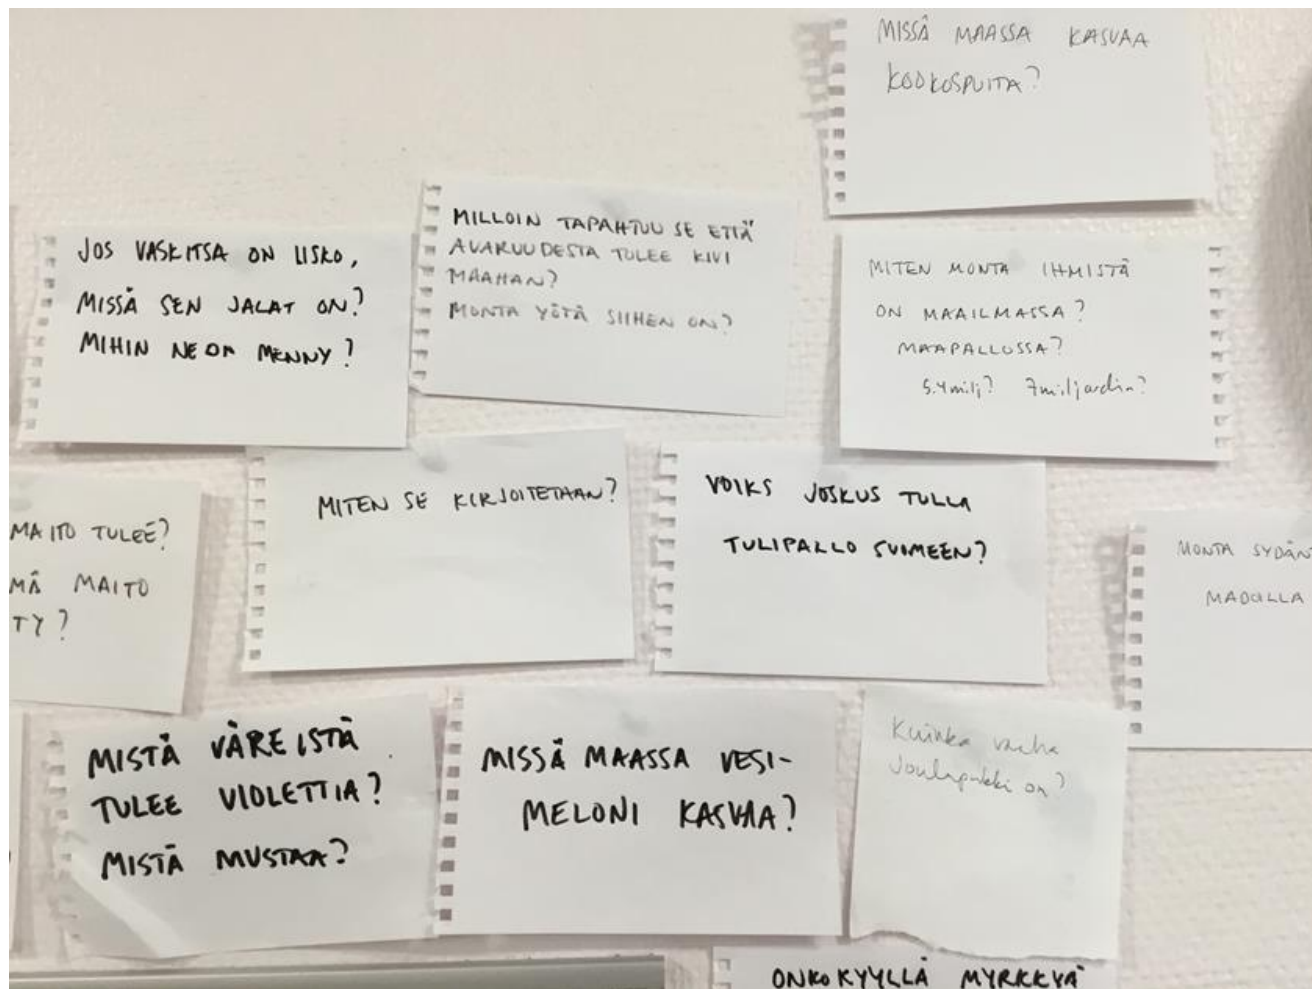 MISSÄ MAASSA KASVAA
KOOKOSPUITA?
JOS VASKITSA ON LISKO,
MISSÄ SEN JALAT ON?
MIHIN NE ON MENNY?
MILLOIN TAPAHTUU SE ETTÄ
AVARUUDESTA TULEE KIVI
MAAHAN?
MONTA YÖTÄ SIIHEN ON?
MITEN MONTA IHMISTÄ
ON MAAILMASSA?
MAAPALLOSSA?
5.4milj? 7miljardia?
MAITO TULEE?
MÄ MAITO
TY?
MITEN SE KIRJOITETAAN?
VOIKS JOSKUS TULLA
TULIPALLO SUOMEEN?
MONTA SYDÄNT
MADOLLA
MISTÄ VÄREISTÄ
TULEE VIOLETTIA?
MISTÄ MUSTAA?
MISSÄ MAASSA VESI-
MELONI KASVAA?
Kuinka vanha
Joulupukki on?
ONKO KYYLLÄ MYRKKYÄ